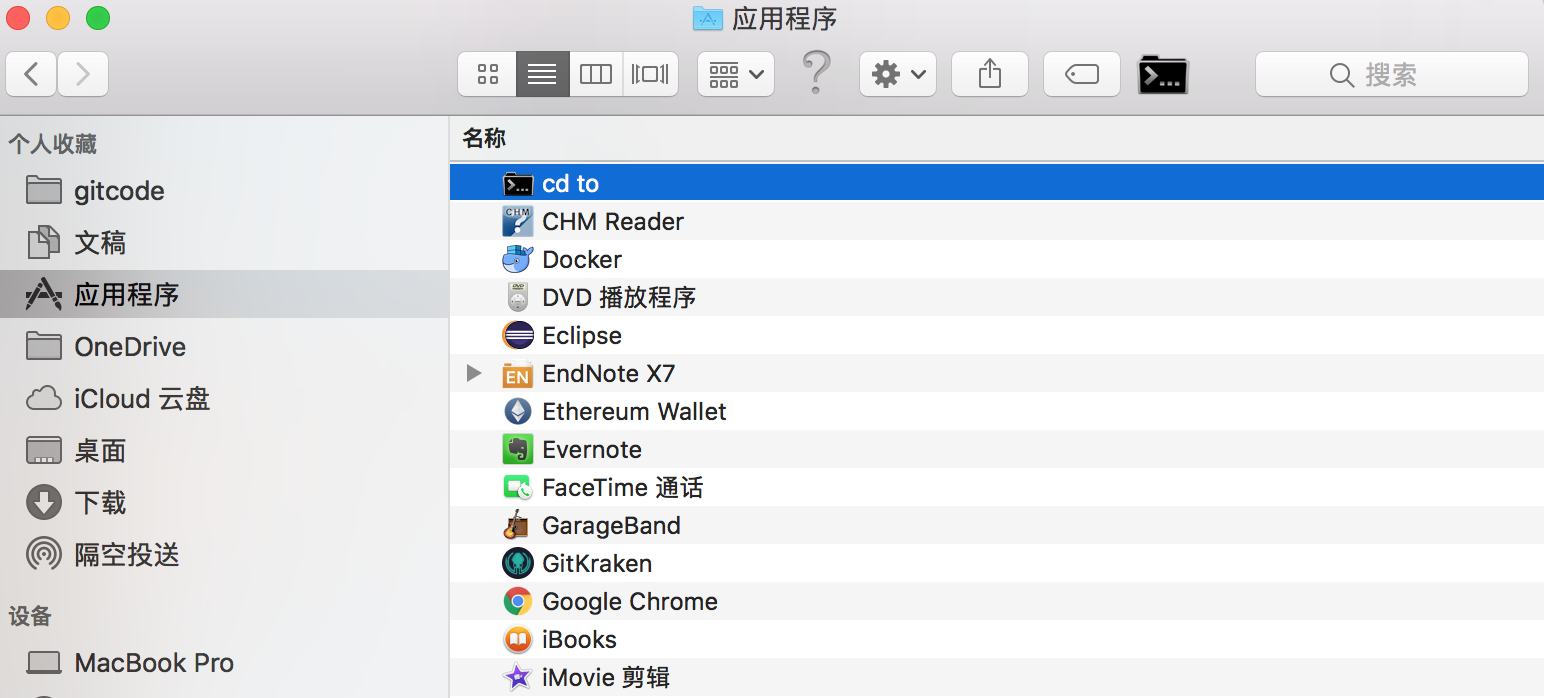 应用程序
搜索
个人收藏
gitcode
文稿
应用程序
OneDrive
iCloud 云盘
桌面
下载
隔空投送
设备
MacBook Pro
名称
cd to
CHM Reader
Docker
DVD 播放程序
Eclipse
EndNote X7
Ethereum Wallet
Evernote
FaceTime 通话
GarageBand
GitKraken
Google Chrome
iBooks
iMovie 剪辑